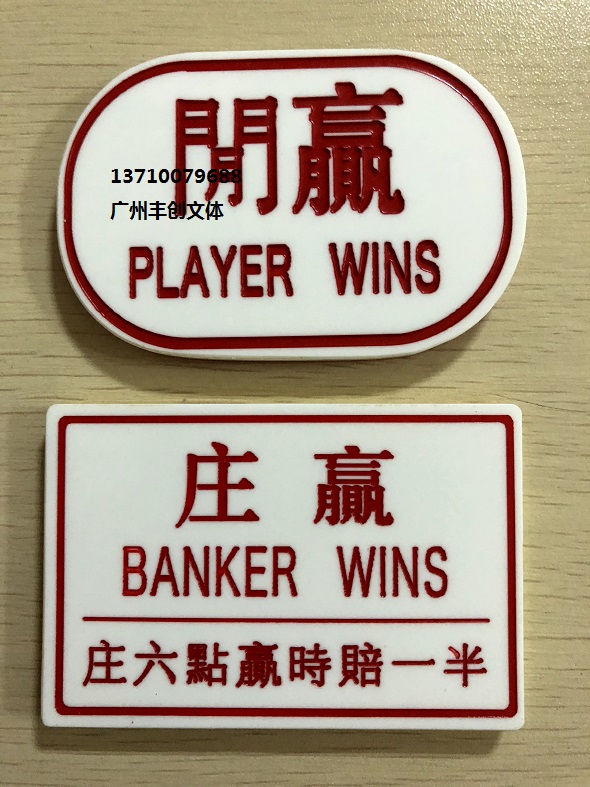 閒贏
13710079688
广州丰创文体
PLAYER WINS
庄 贏
BANKER WINS
庄六點贏時賠一半